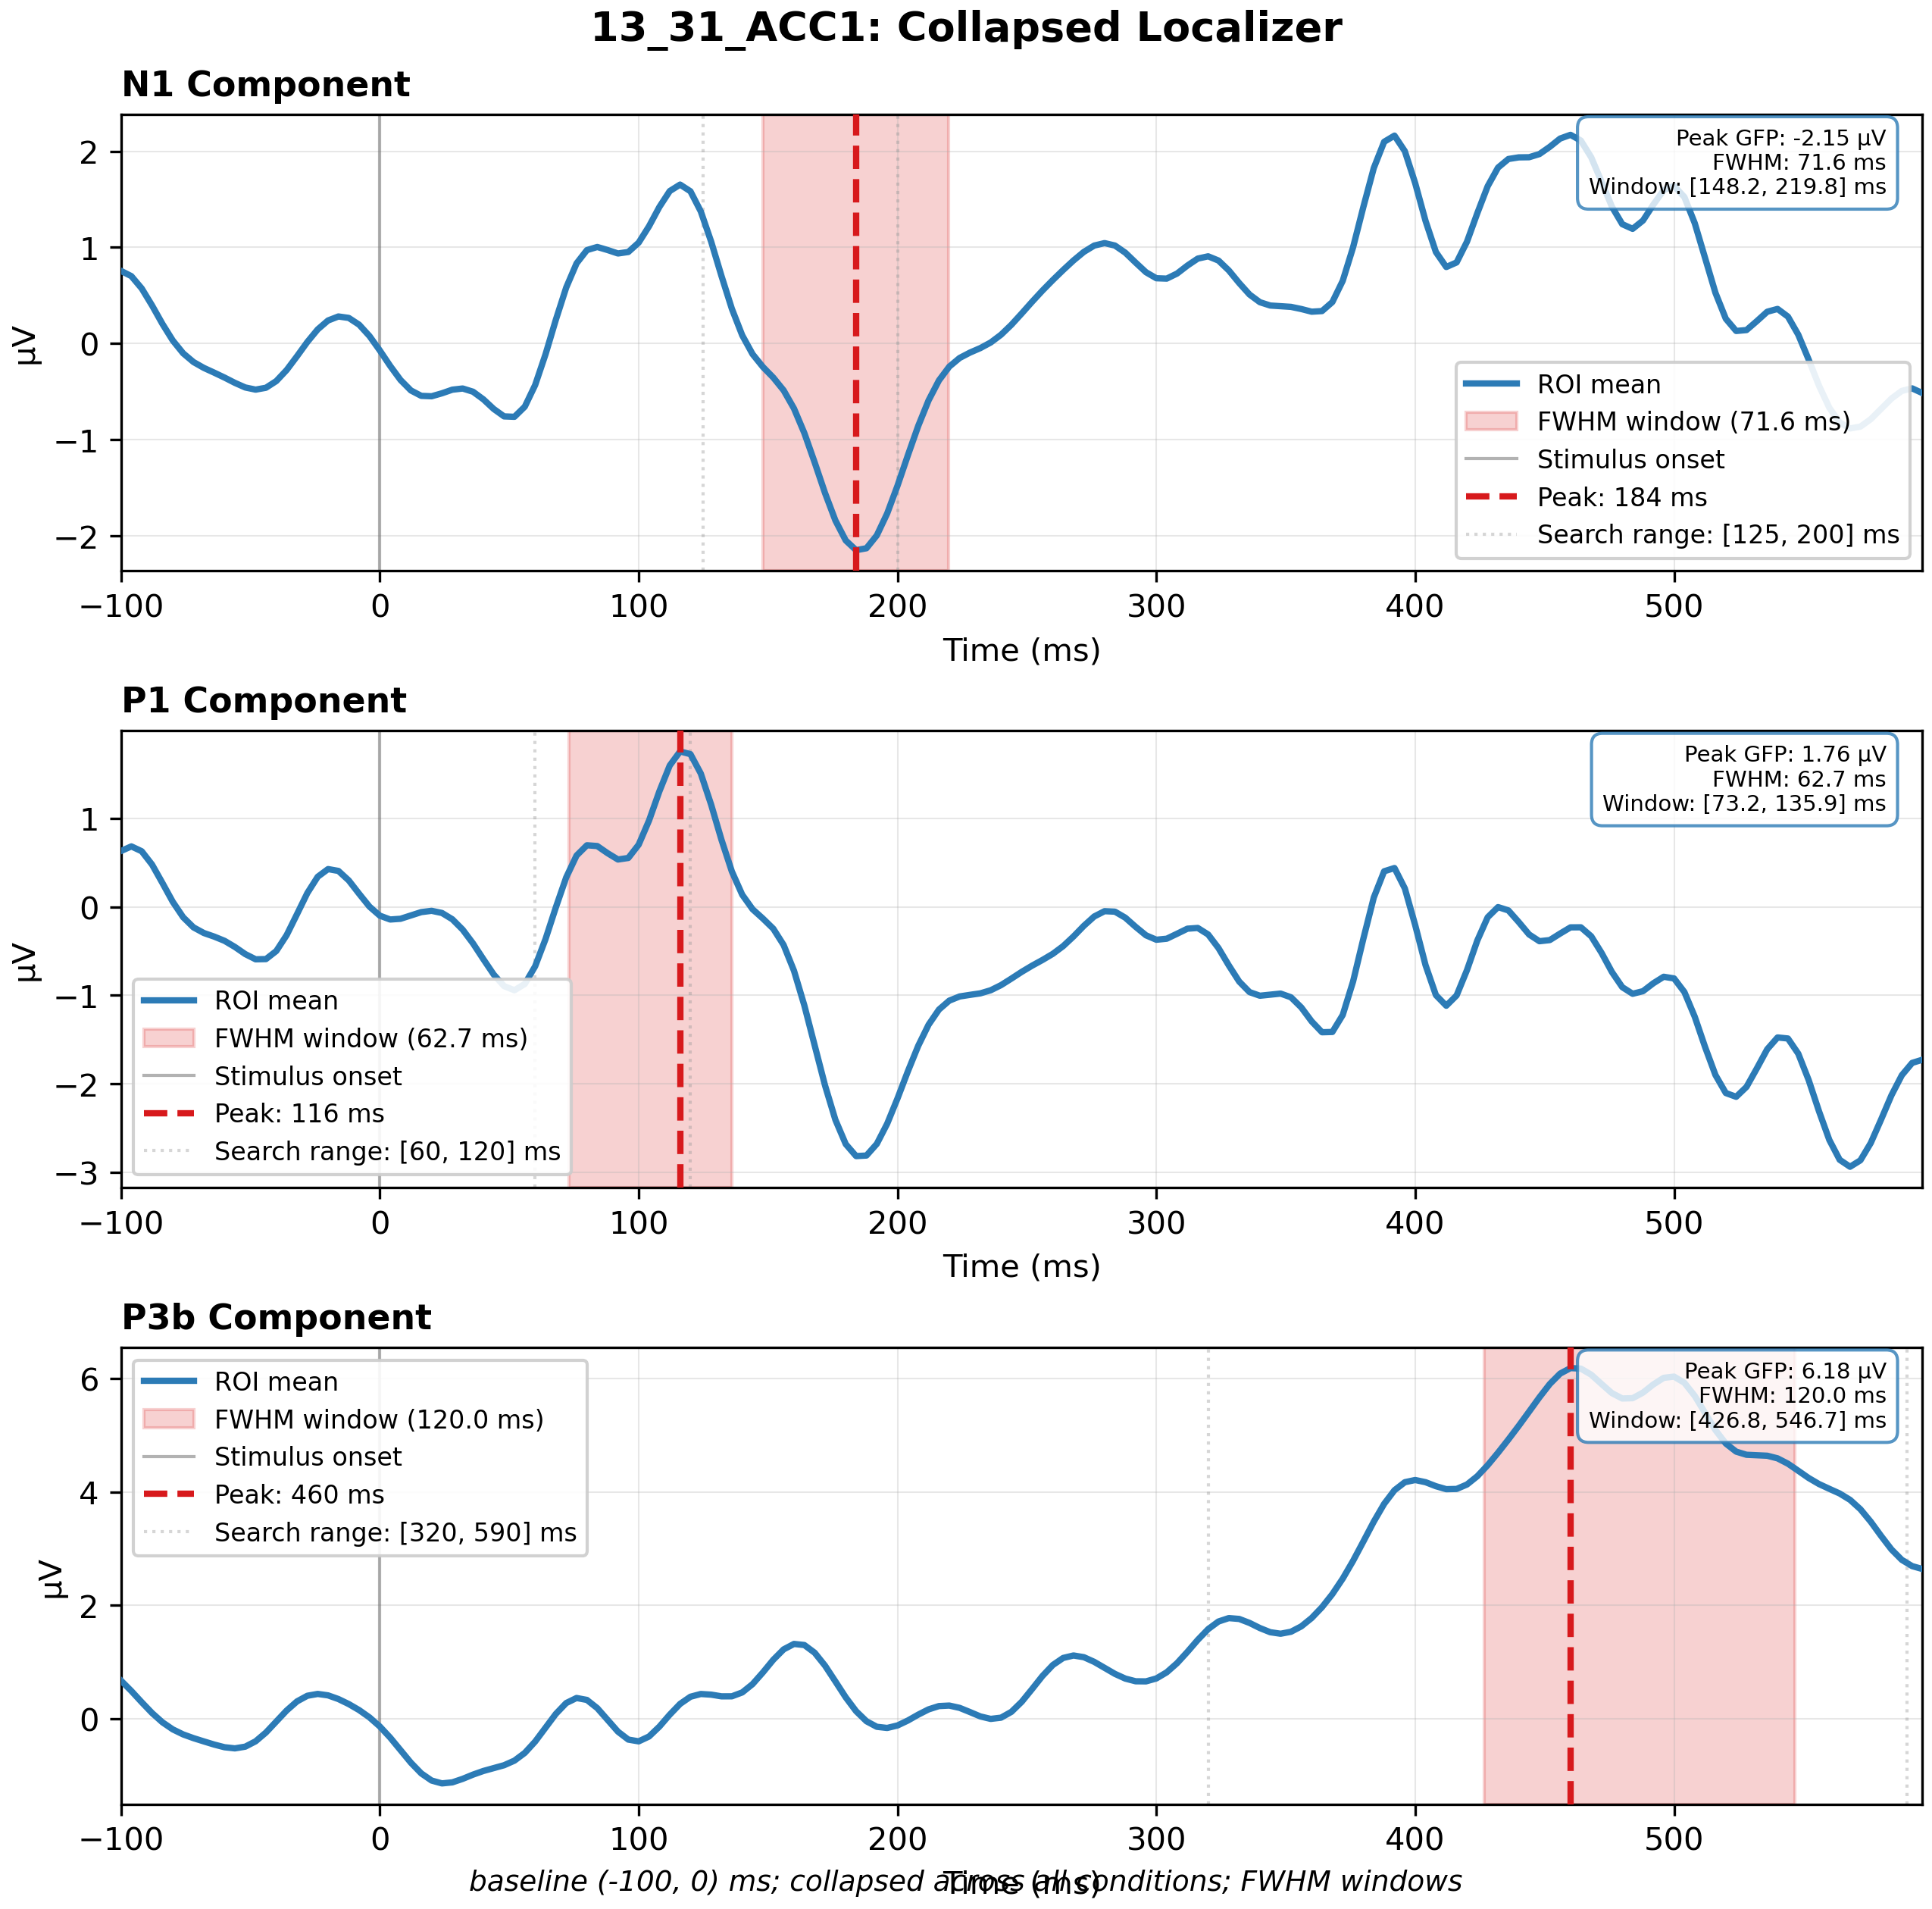 13_31_ACC1: Collapsed Localizer
N1 Component
Peak GFP: -2.15 µV
FWHM: 71.6 ms
Window: [148.2, 219.8] ms
2
1
0
−1
−2
µV
ROI mean
FWHM window (71.6 ms)
Stimulus onset
Peak: 184 ms
Search range: [125, 200] ms
−100 0 100 200 300 400 500
Time (ms)
P1 Component
Peak GFP: 1.76 µV
FWHM: 62.7 ms
Window: [73.2, 135.9] ms
1
0
−1
−2
−3
µV
ROI mean
FWHM window (62.7 ms)
Stimulus onset
Peak: 116 ms
Search range: [60, 120] ms
−100 0 100 200 300 400 500
Time (ms)
P3b Component
ROI mean
FWHM window (120.0 ms)
Stimulus onset
Peak: 460 ms
Search range: [320, 590] ms
Peak GFP: 6.18 µV
FWHM: 120.0 ms
Window: [426.8, 546.7] ms
6
4
2
0
µV
−100 0 100 200 300 400 500
Time (ms)
baseline (-100, 0) ms; collapsed across all conditions; FWHM windows